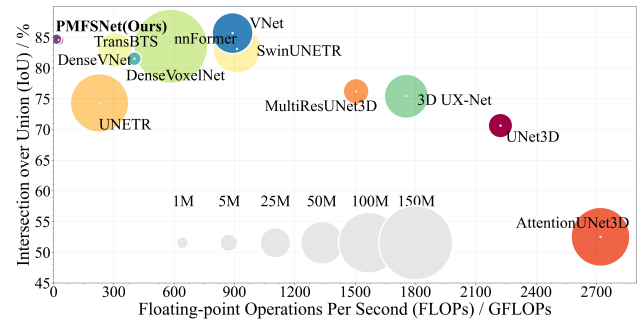 PMFSNet(Ours)
VNet
TransBTS
nnFormer
SwinUNETR
DenseVNet
DenseVoxelNet
MultiResUNet3D
3D UX-Net
UNETR
UNet3D
AttentionUNet3D
1M 5M 25M 50M 100M 150M
Intersection over Union (IoU) / %
85
80
75
70
65
60
55
50
45
0 300 600 900 1200 1500 1800 2100 2400 2700
Floating-point Operations Per Second (FLOPs) / GFLOPs